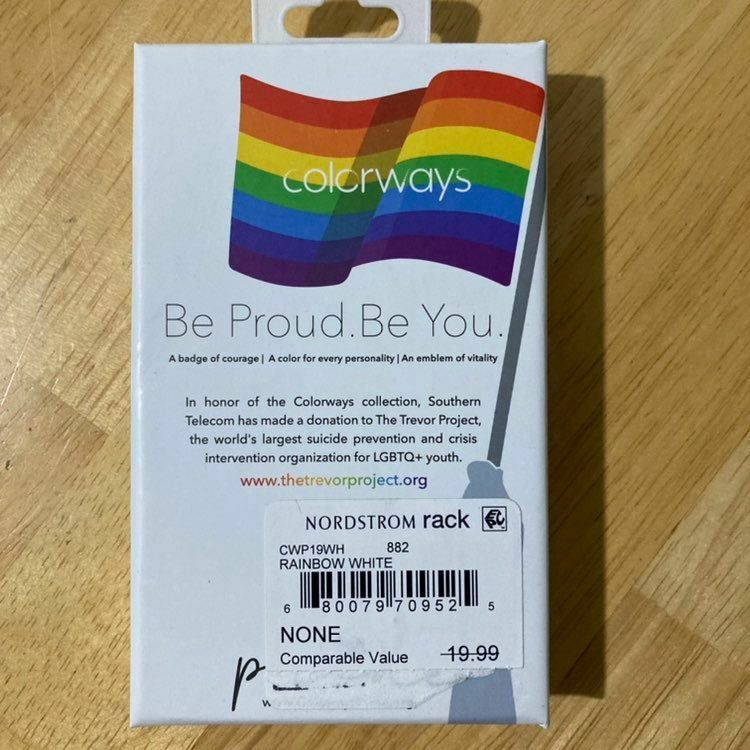 colorways
Be Proud.Be You.
A badge of courage | A color for every personality | An emblem of vitality
In honor of the Colorways collection, Southern
Telecom has made a donation to The Trevor Project,
the world's largest suicide prevention and crisis
intervention organization for LGBTQ+ youth.
www.thetrevorproject.org
NORDSTROM rack
CWP19WH 882
RAINBOW WHITE
6 80079 70952 5
NONE
Comparable Value 19.99